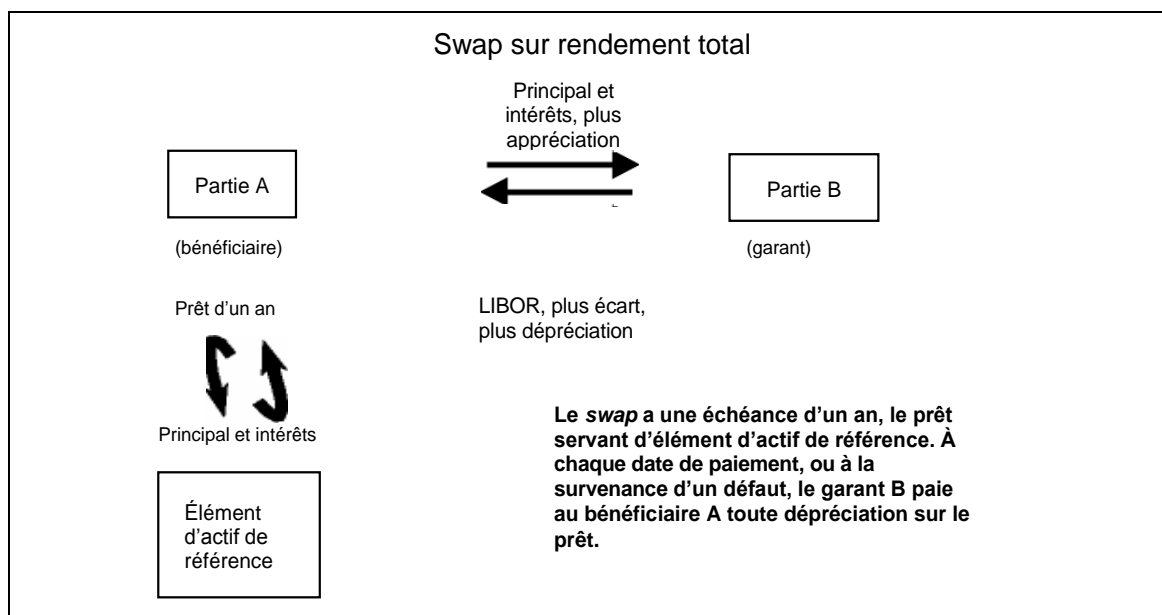 Swap sur rendement total
Principal et
intérêts, plus
appréciation
Partie A
Partie B
(bénéficiaire)
(garant)
Prêt d’un an
LIBOR, plus écart,
plus dépréciation
Principal et intérêts
Le swap a une échéance d’un an, le prêt
servant d’élément d’actif de référence. À
chaque date de paiement, ou à la
survenance d’un défaut, le garant B paie
au bénéficiaire A toute dépréciation sur le
prêt.
Élément
d’actif de
référence